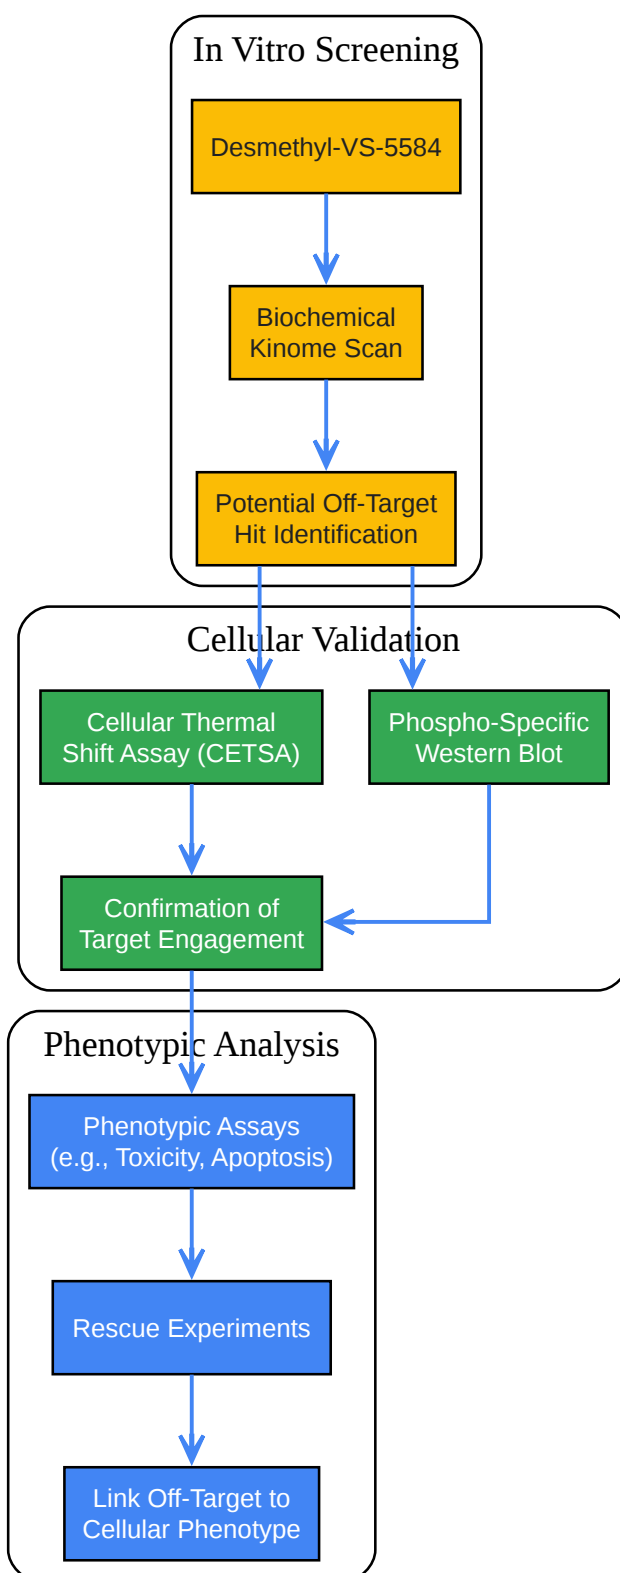 In Vitro Screening
Desmethyl-VS-5584
Biochemical
Kinome Scan
Potential Off-Target
Hit Identification
Cellular Validation
Cellular Thermal
Shift Assay (CETSA)
Phospho-Specific
Western Blot
Confirmation of
Target Engagement
Phenotypic Analysis
Phenotypic Assays
(e.g., Toxicity, Apoptosis)
Rescue Experiments
Link Off-Target to
Cellular Phenotype